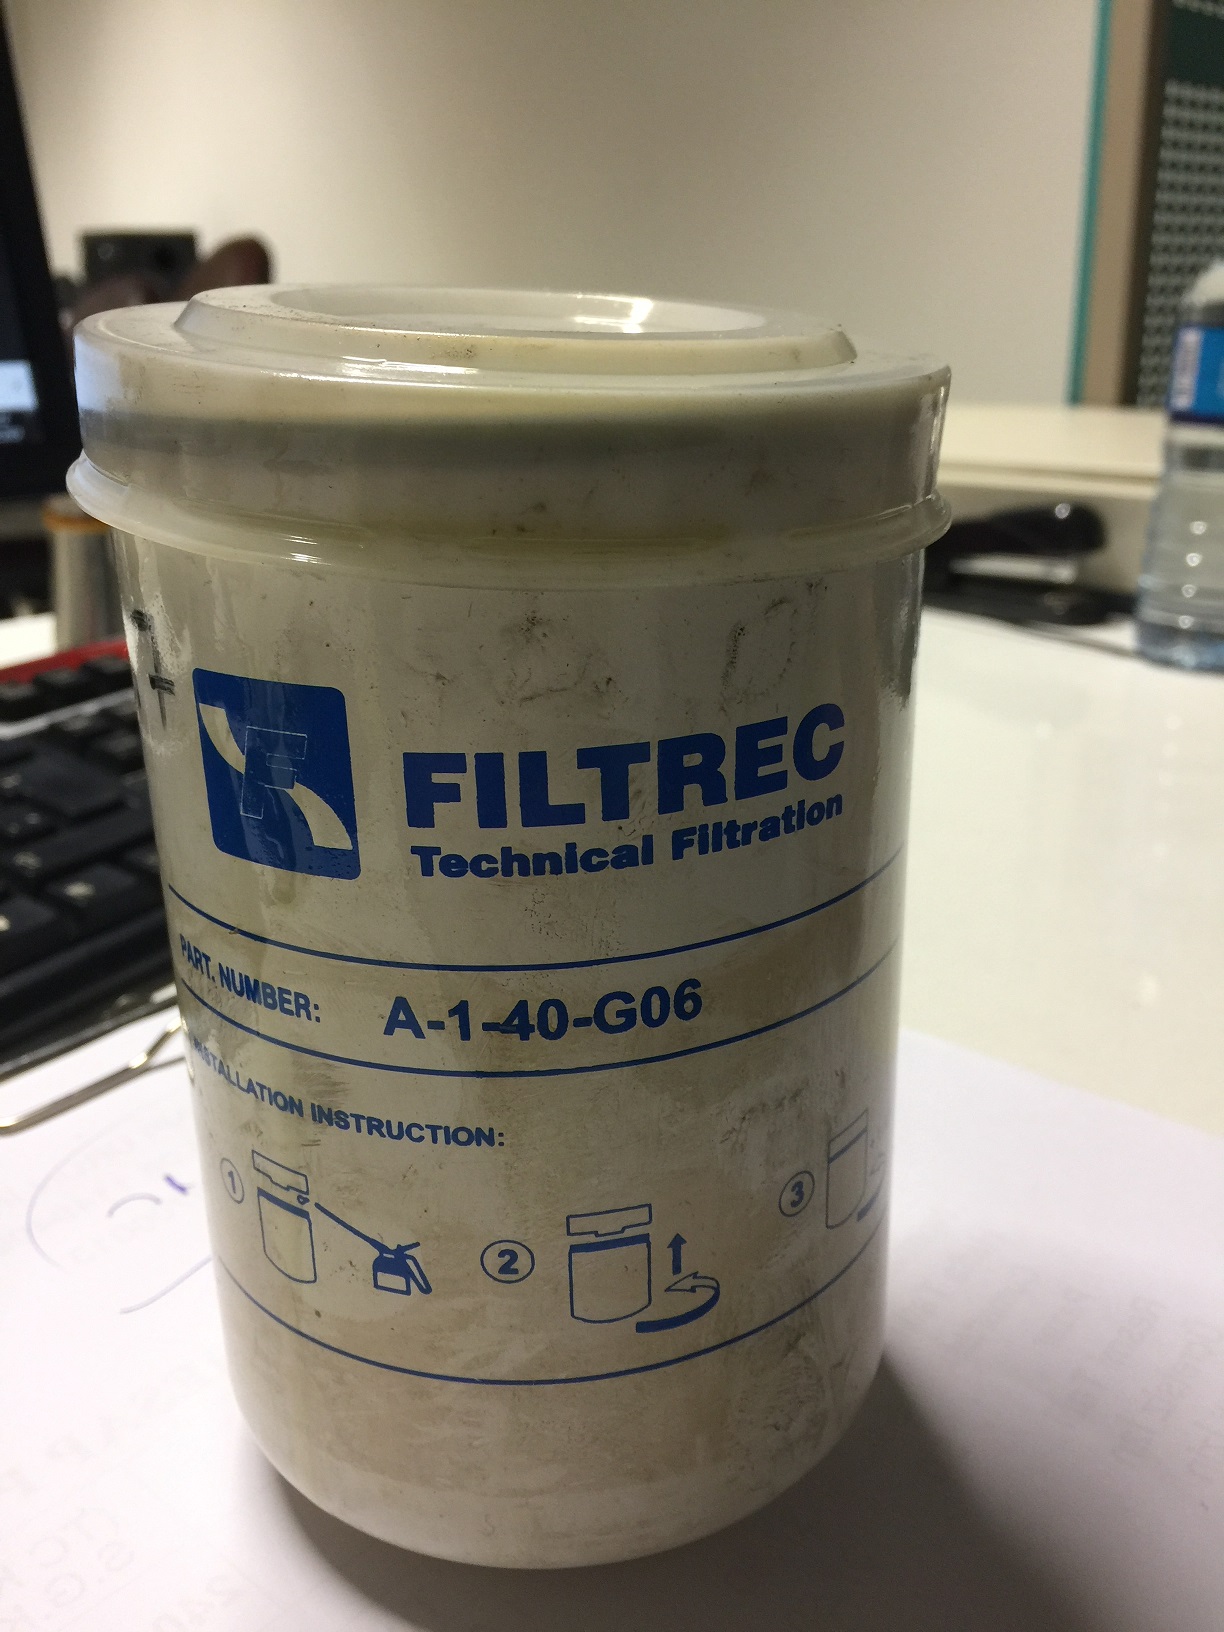 FILTREC
Technical Filtration
PART. NUMBER: A-1-40-G06
INSTALLATION INSTRUCTION:
1
2
3